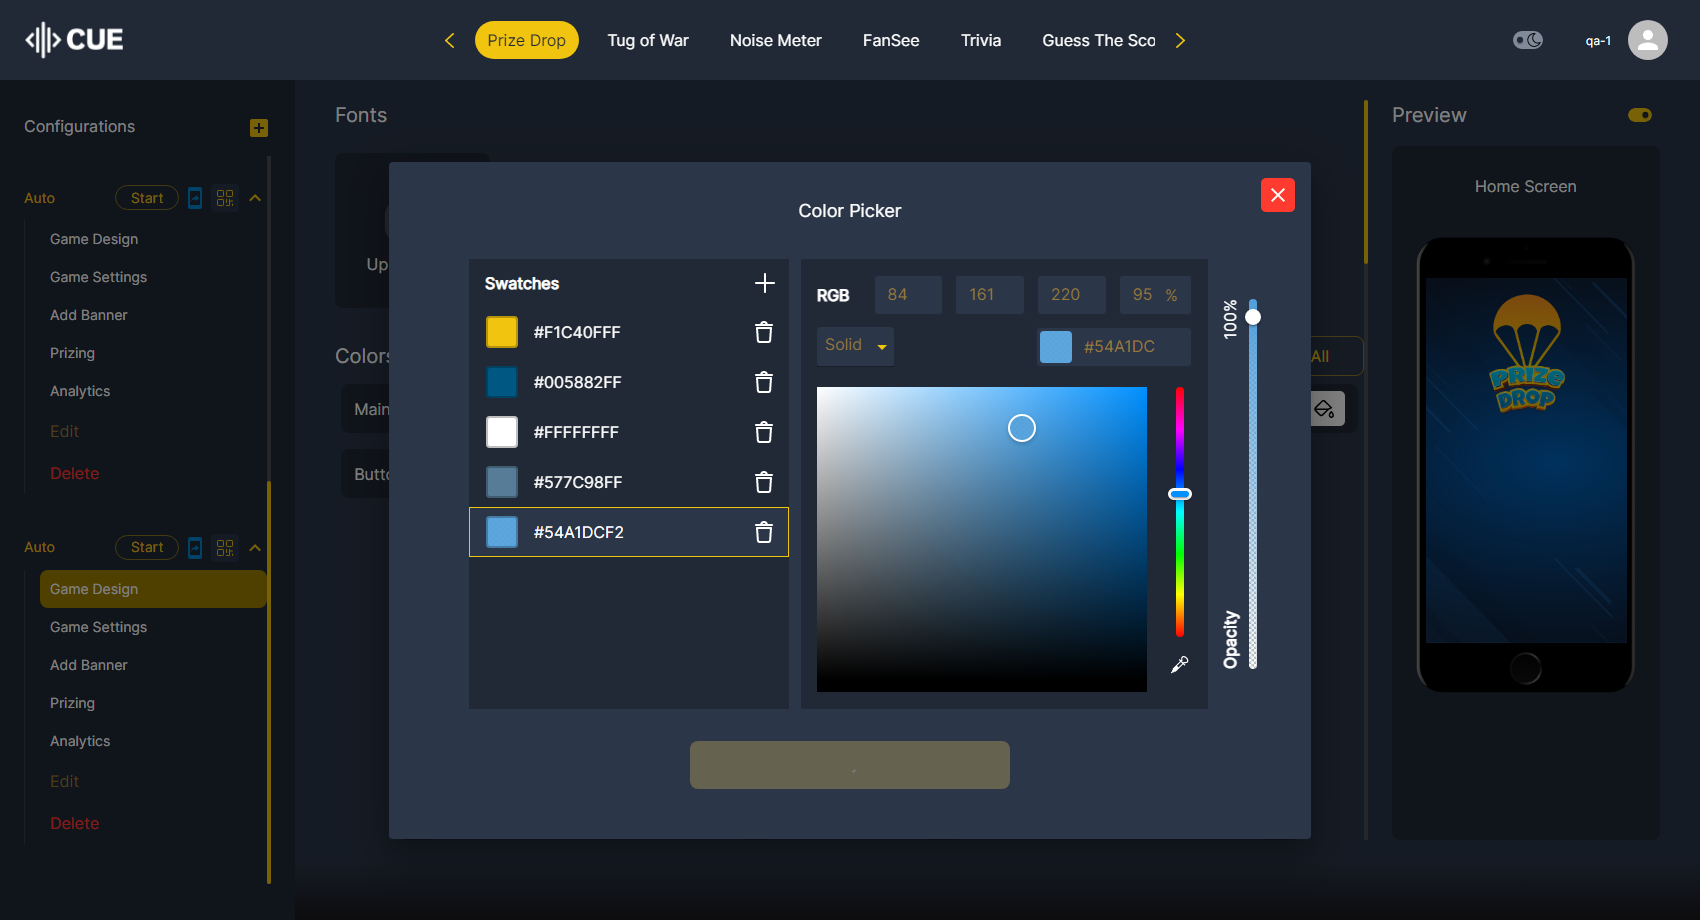 CUE
Prize Drop
Tug of War
Noise Meter
FanSee
Trivia
Guess The Sco
qa-1
Configurations
Auto
Start
Game Design
Game Settings
Add Banner
Prizing
Analytics
Edit
Delete
Auto
Start
Game Design
Game Settings
Add Banner
Prizing
Analytics
Edit
Delete
Fonts
Up
Colors
Main
Butto
All
Color Picker
Swatches
#F1C40FFF
#005882FF
#FFFFFFFF
#577C98FF
#54A1DCF2
RGB
84
161
220
95 %
Solid
#54A1DC
100%
Opacity
Preview
Home Screen
PRIZE
DROP